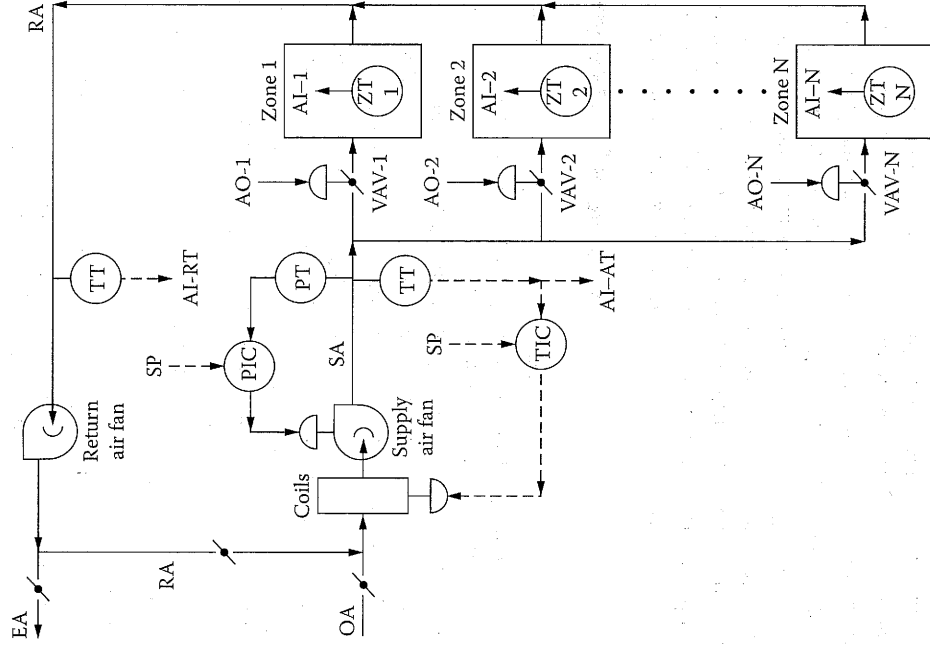 EA
RA
OA
RA
Return
air fan
TT
AI-RT
Coils
Supply
air fan
SP
PIC
PT
SA
TT
AI–AT
SP
TIC
AO-1
VAV-1
Zone 1
AI–1
ZT
1
AO-2
VAV-2
Zone 2
AI–2
ZT
2
AO-N
VAV-N
Zone N
AI–N
ZT
N